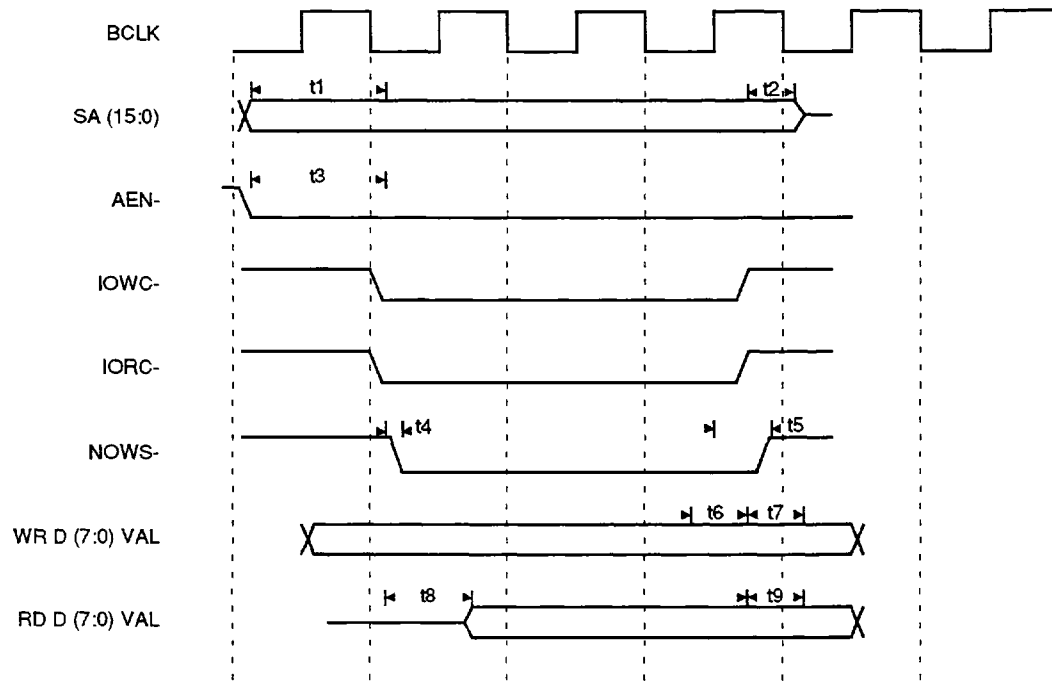 BCLK
t1
t2
SA (15:0)
t3
AEN-
IOWC-
IORC-
t4
t5
NOWS-
t6
t7
WR D (7:0) VAL
t8
t9
RD D (7:0) VAL